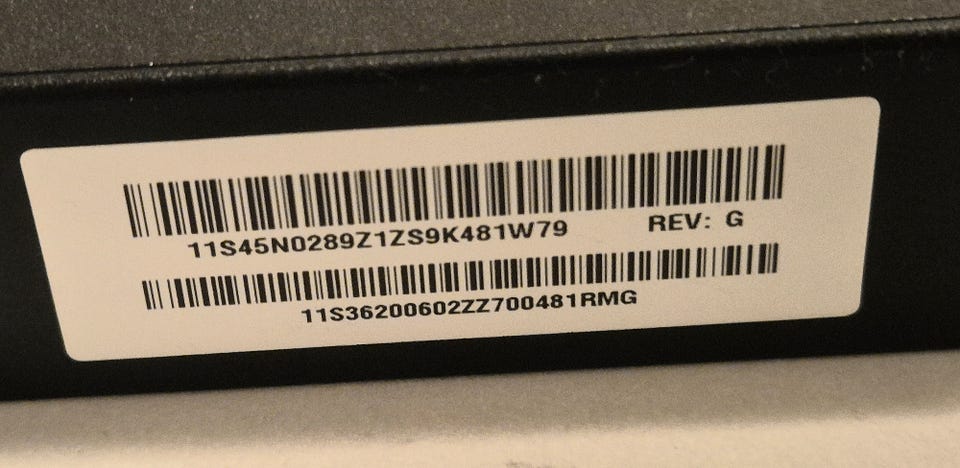 11S45N0289Z1ZS9K481W79 REV: G
11S36200602ZZ700481RMG